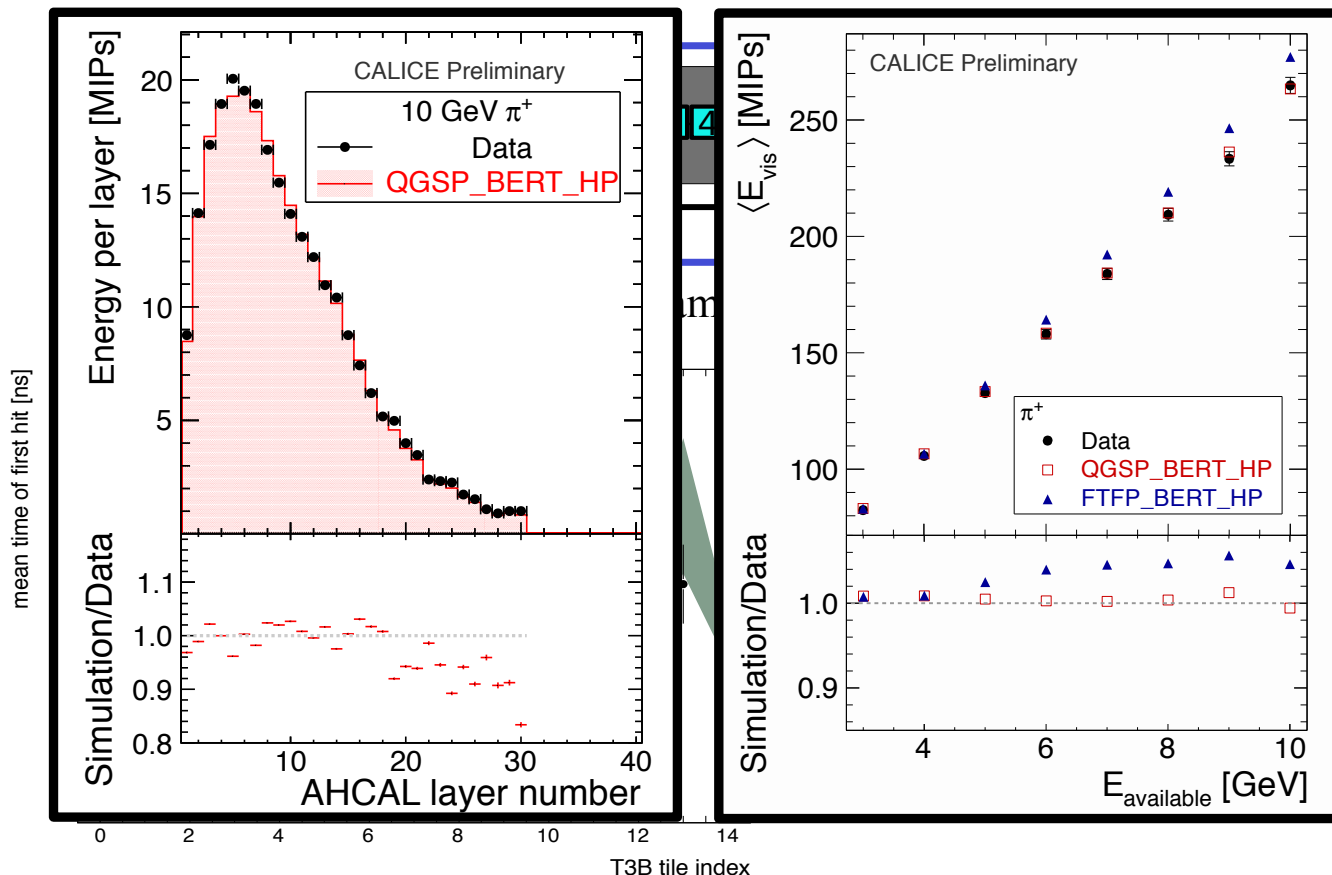 CALICE Preliminary
Energy per layer [MIPs]
10 GeV π+
Data
QGSP_BERT_HP
20
15
10
5
Simulation/Data
1.1
1.0
0.9
0.8
10
20
30
40
AHCAL layer number
4
am
CALICE Preliminary
⟨E_vis⟩ [MIPs]
250
200
150
100
π+
Data
QGSP_BERT_HP
FTFP_BERT_HP
Simulation/Data
1.0
0.9
4
6
8
10
E_available [GeV]
mean time of first hit [ns]
0
2
4
6
8
10
12
14
T3B tile index